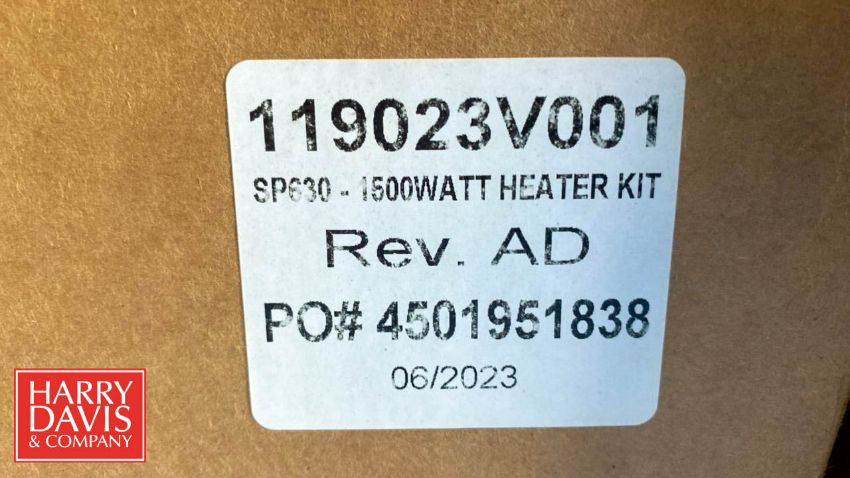 119023V001
SP630 - 1500WATT HEATER KIT
Rev. AD
PO# 4501951838
06/2023
HARRY
DAVIS
& COMPANY